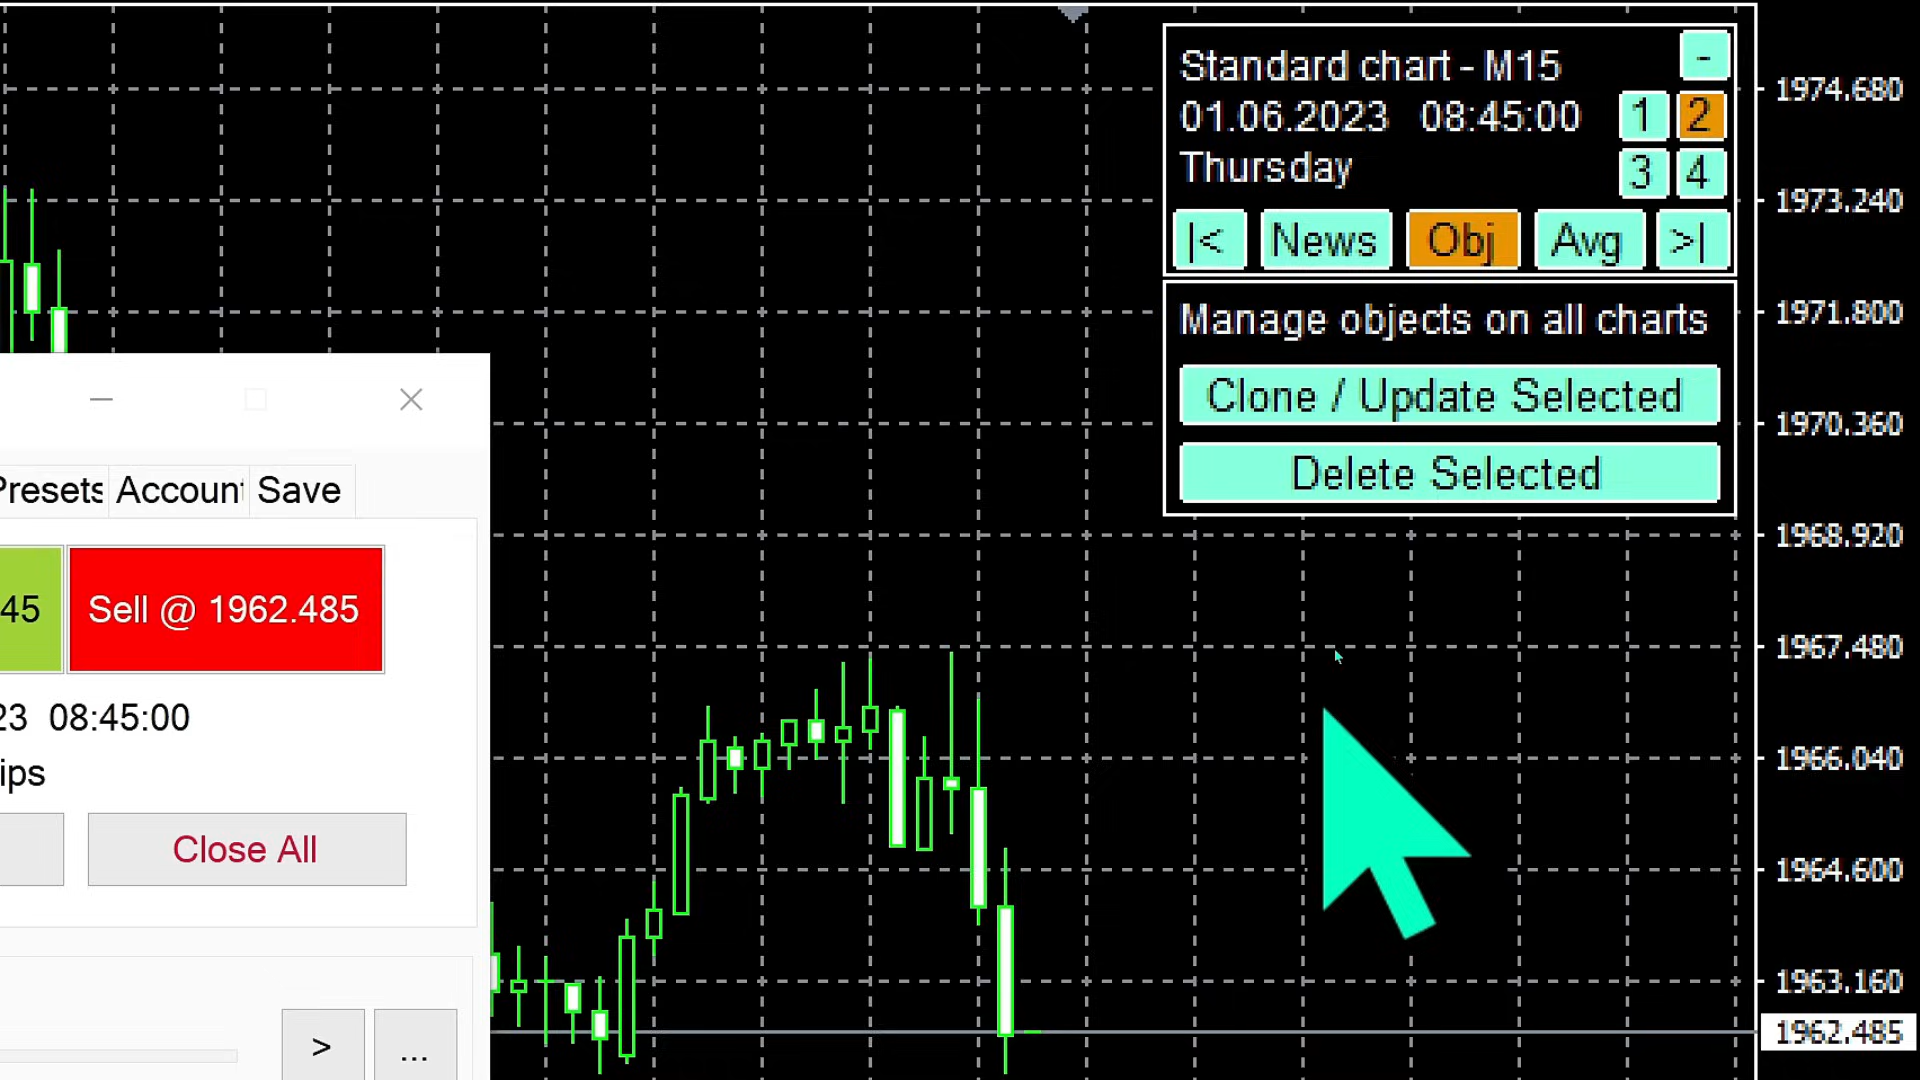 Standard chart - M15
-
01.06.2023 08:45:00
1 2
Thursday
3 4
|< News Obj Avg >|
Manage objects on all charts
Clone / Update Selected
Delete Selected
1974.680
1973.240
1971.800
1970.360
1968.920
1967.480
1966.040
1964.600
1963.160
1962.485
Presets Account Save
45 Sell @ 1962.485
23 08:45:00
ips
Close All
> ...